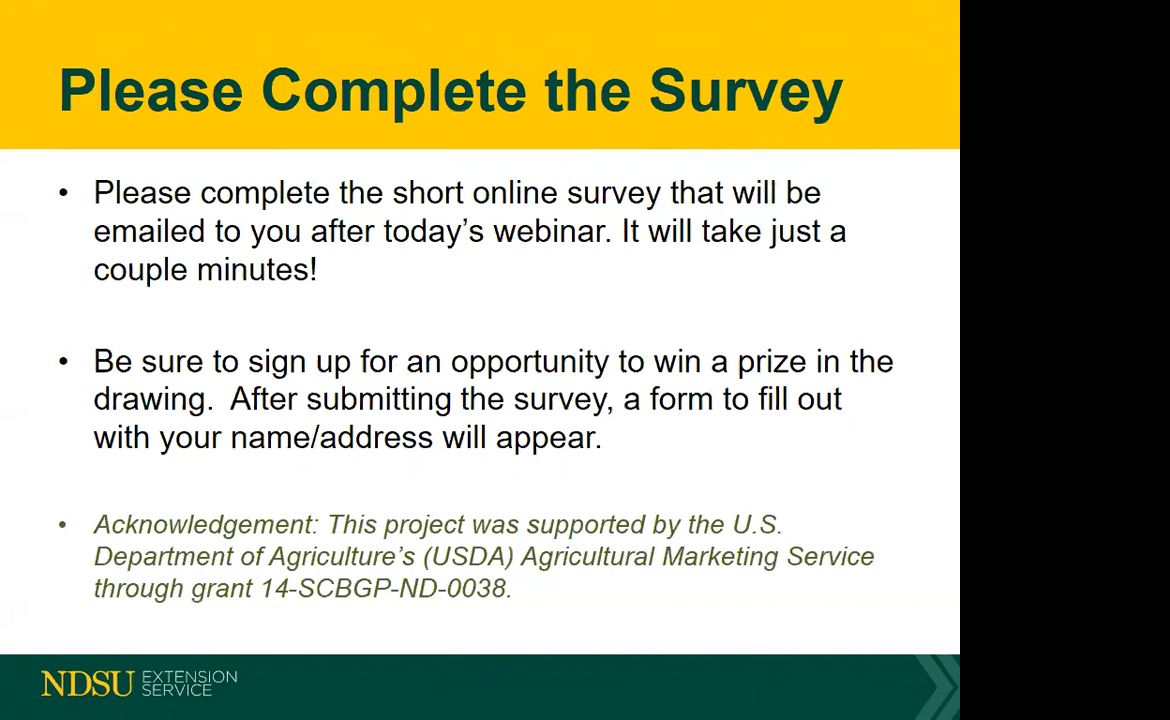 Please Complete the Survey
• Please complete the short online survey that will be
emailed to you after today’s webinar. It will take just a
couple minutes!
• Be sure to sign up for an opportunity to win a prize in the
drawing.  After submitting the survey, a form to fill out
with your name/address will appear.
• Acknowledgement: This project was supported by the U.S.
Department of Agriculture’s (USDA) Agricultural Marketing Service
through grant 14-SCBGP-ND-0038.
NDSU EXTENSION
SERVICE